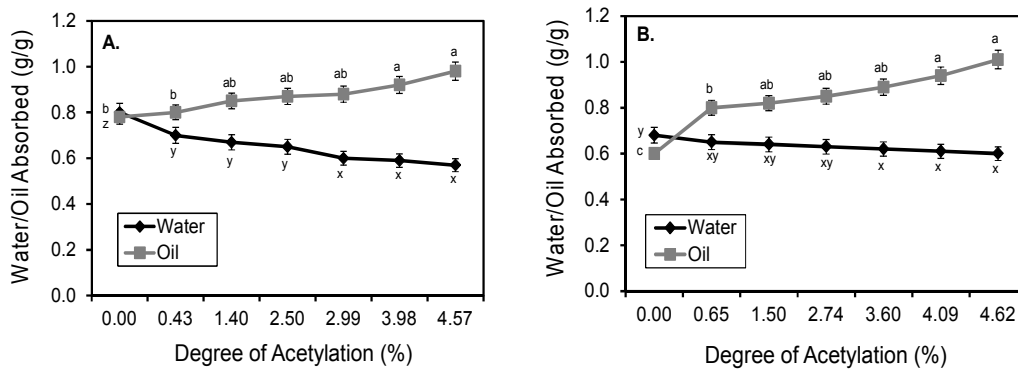 A.
Water/Oil Absorbed (g/g)
1.2
1.0
0.8
0.6
0.4
0.2
0.0
b b ab ab ab a a
z y y y x x x
Water
Oil
0.00 0.43 1.40 2.50 2.99 3.98 4.57
Degree of Acetylation (%)
B.
Water/Oil Absorbed (g/g)
1.2
1.0
0.8
0.6
0.4
0.2
0.0
b ab ab ab a a
y
c xy xy xy x x x
Water
Oil
0.00 0.65 1.50 2.74 3.60 4.09 4.62
Degree of Acetylation (%)